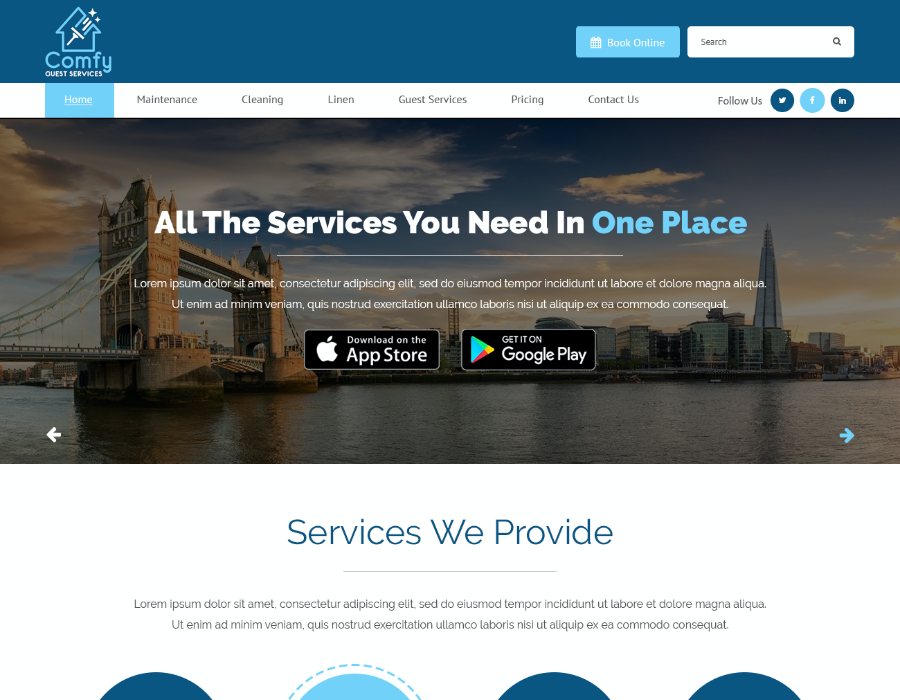 Comfy
GUEST SERVICES
Book Online
Search
Home
Maintenance
Cleaning
Linen
Guest Services
Pricing
Contact Us
Follow Us
All The Services You Need In One Place
Lorem ipsum dolor sit amet, consectetur adipiscing elit, sed do eiusmod tempor incididunt ut labore et dolore magna aliqua.
Ut enim ad minim veniam, quis nostrud exercitation ullamco laboris nisi ut aliquip ex ea commodo consequat.
Download on the
App Store
GET IT ON
Google Play
Services We Provide
Lorem ipsum dolor sit amet, consectetur adipiscing elit, sed do eiusmod tempor incididunt ut labore et dolore magna aliqua.
Ut enim ad minim veniam, quis nostrud exercitation ullamco laboris nisi ut aliquip ex ea commodo consequat.